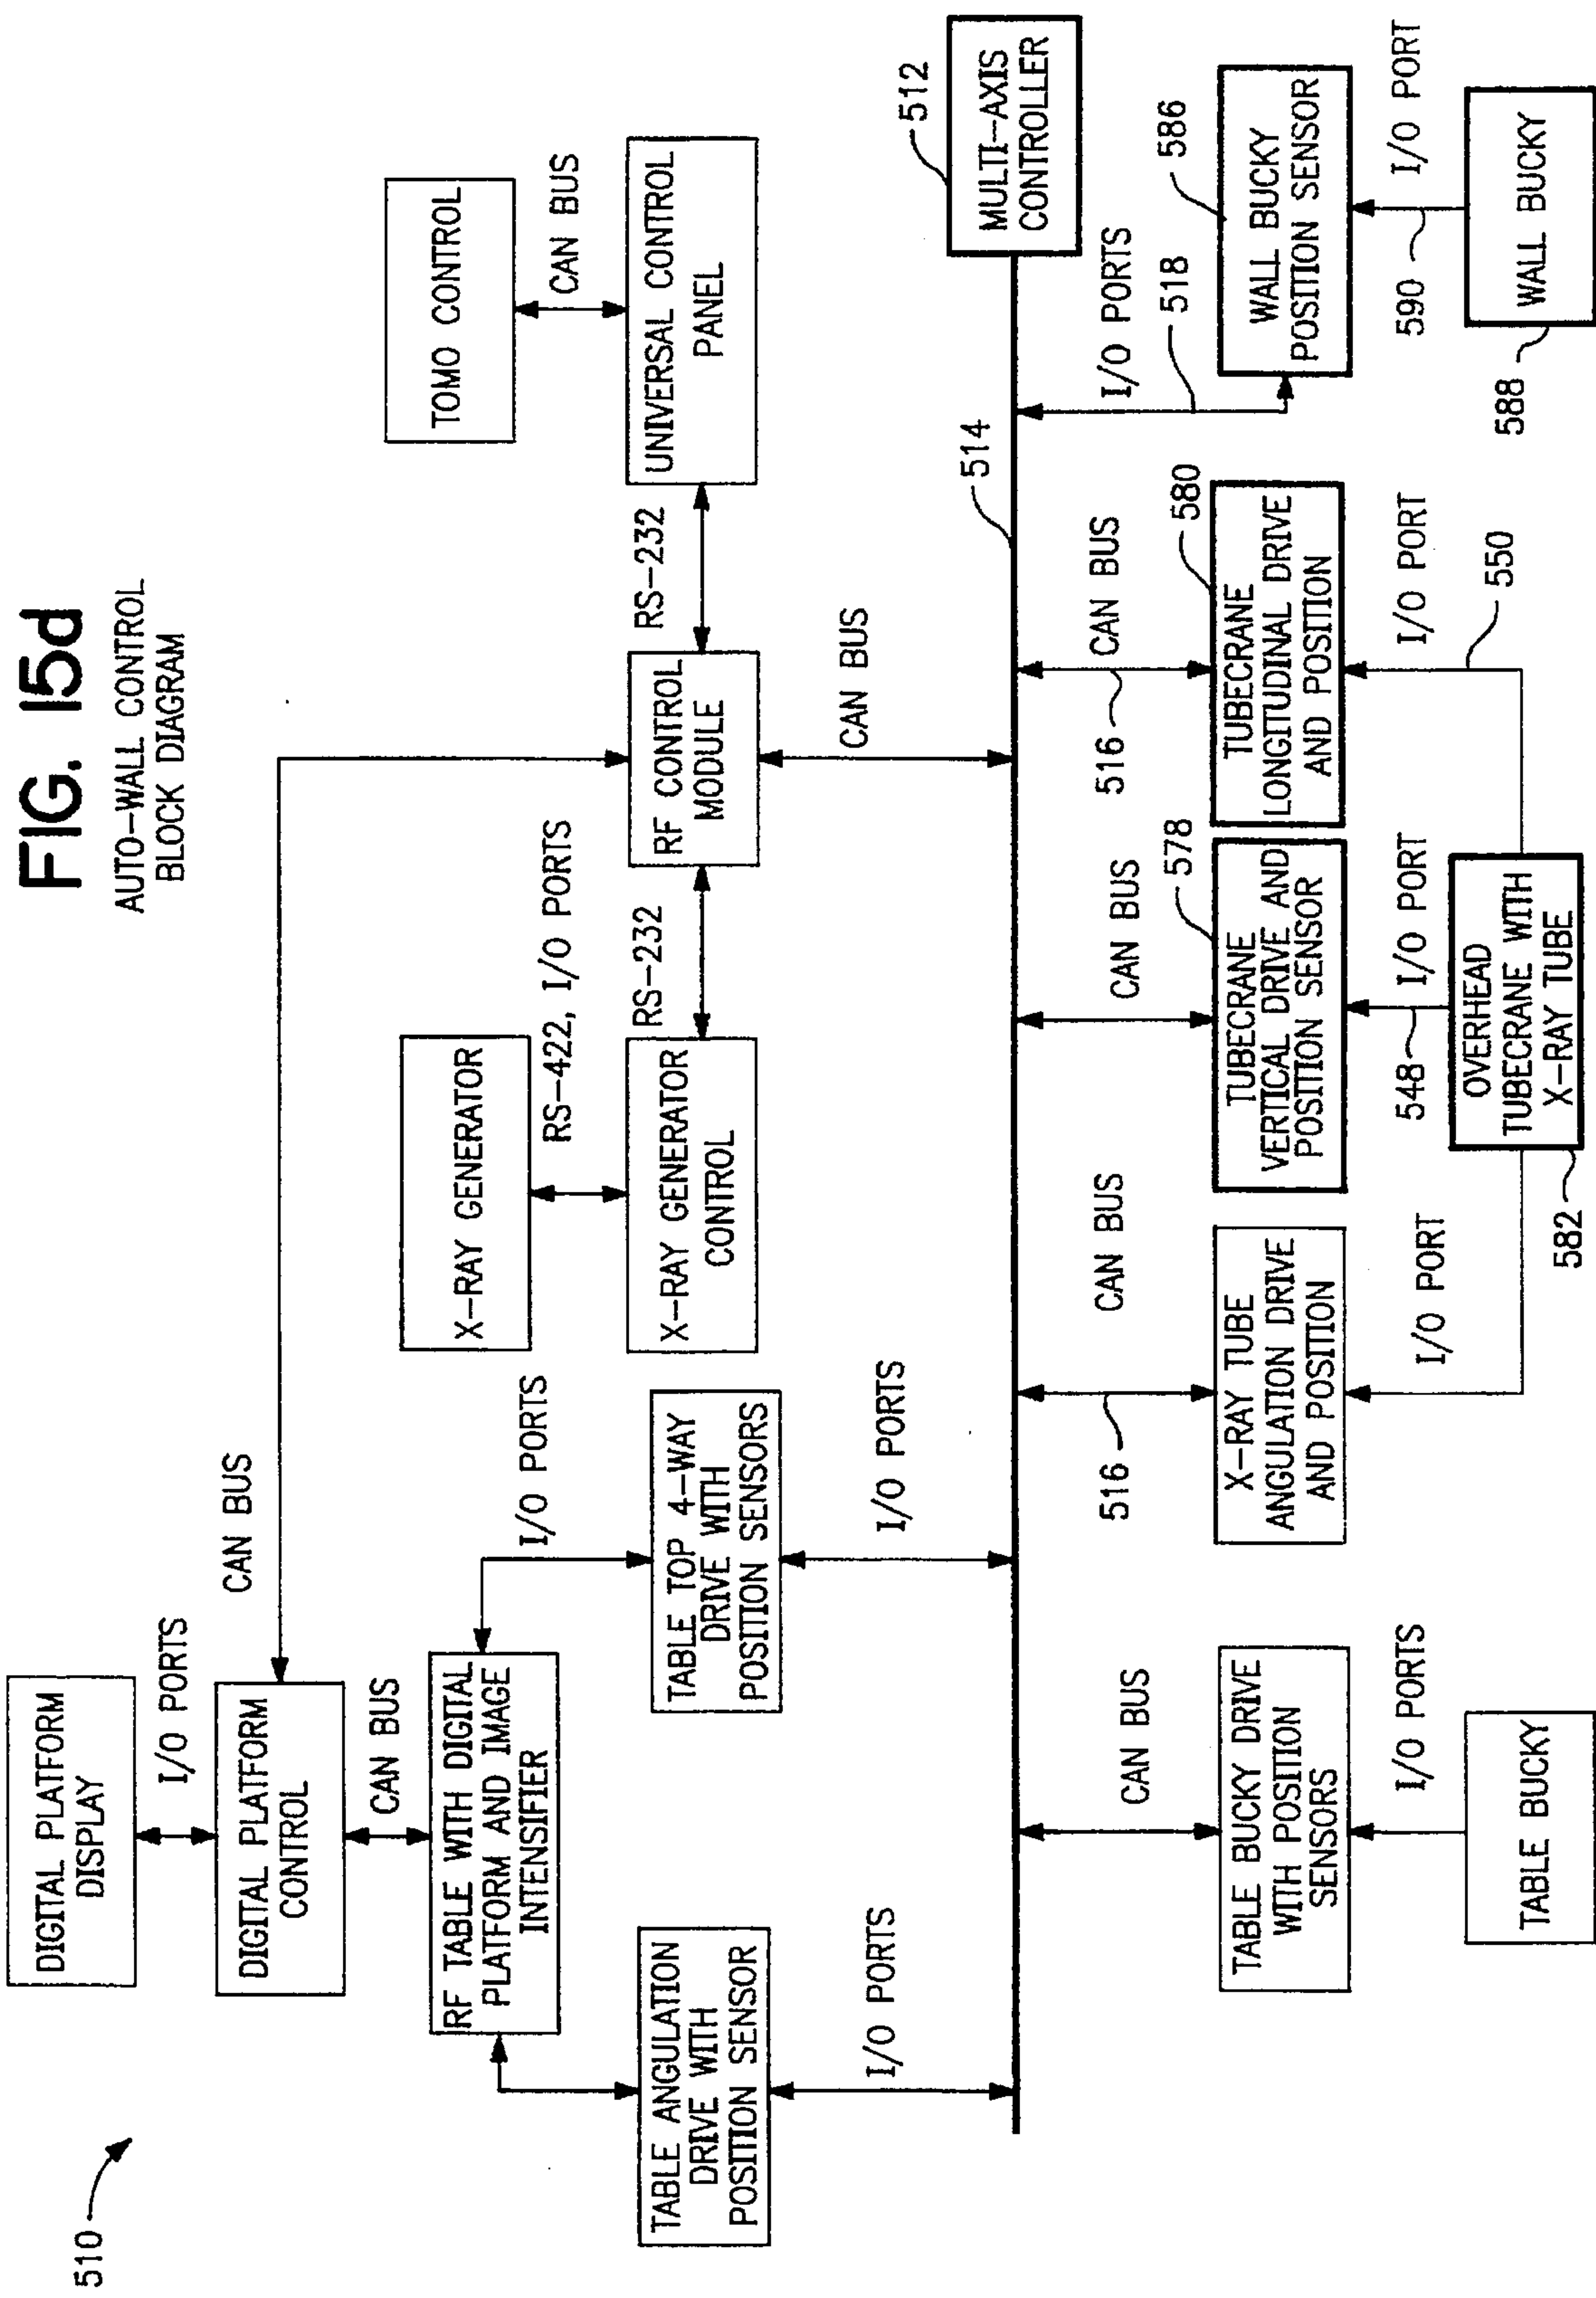 FIG. 15d
AUTO-WALL CONTROL
BLOCK DIAGRAM
510
DIGITAL PLATFORM
DISPLAY
I/O PORTS
DIGITAL PLATFORM
CONTROL
CAN BUS
CAN BUS
RF TABLE WITH DIGITAL
PLATFORM AND IMAGE
INTENSIFIER
I/O PORTS
X-RAY GENERATOR
RS-422, I/O PORTS
TOMO CONTROL
CAN BUS
TABLE ANGULATION
DRIVE WITH
POSITION SENSOR
TABLE TOP 4-WAY
DRIVE WITH
POSITION SENSORS
X-RAY GENERATOR
CONTROL
RS-232
RF CONTROL
MODULE
RS-232
UNIVERSAL CONTROL
PANEL
I/O PORTS
I/O PORTS
CAN BUS
512
MULTI-AXIS
CONTROLLER
514
CAN BUS
516
CAN BUS
CAN BUS
516
CAN BUS
I/O PORTS
518
TABLE BUCKY DRIVE
WITH POSITION
SENSORS
X-RAY TUBE
ANGULATION DRIVE
AND POSITION
578
TUBECRANE
VERTICAL DRIVE AND
POSITION SENSOR
580
TUBECRANE
LONGITUDINAL DRIVE
AND POSITION
586
WALL BUCKY
POSITION SENSOR
I/O PORTS
I/O PORT
548
I/O PORT
I/O PORT
550
590
I/O PORT
TABLE BUCKY
582
OVERHEAD
TUBECRANE WITH
X-RAY TUBE
588
WALL BUCKY